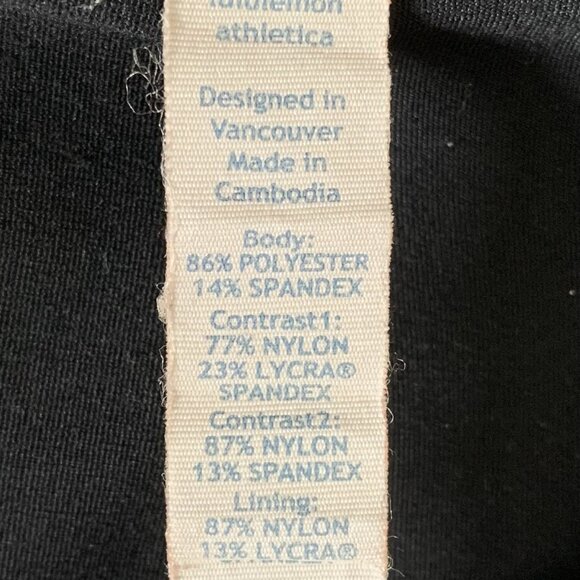 lululemon
athletica
Designed in
Vancouver
Made in
Cambodia
Body:
86% POLYESTER
14% SPANDEX
Contrast1:
77% NYLON
23% LYCRA®
SPANDEX
Contrast2:
87% NYLON
13% SPANDEX
Lining:
87% NYLON
13% LYCRA®